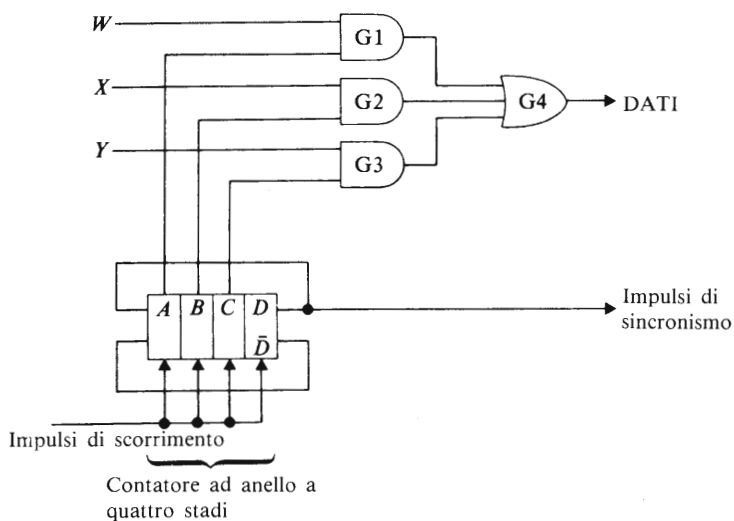 W
G1
X
G2
G4
DATI
Y
G3
A B C D
D̄
Impulsi di
sincronismo
Impulsi di scorrimento
Contatore ad anello a
quattro stadi